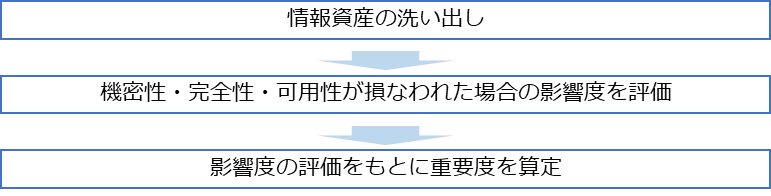 情報資産の洗い出し
機密性・完全性・可用性が損なわれた場合の影響度を評価
影響度の評価をもとに重要度を算定